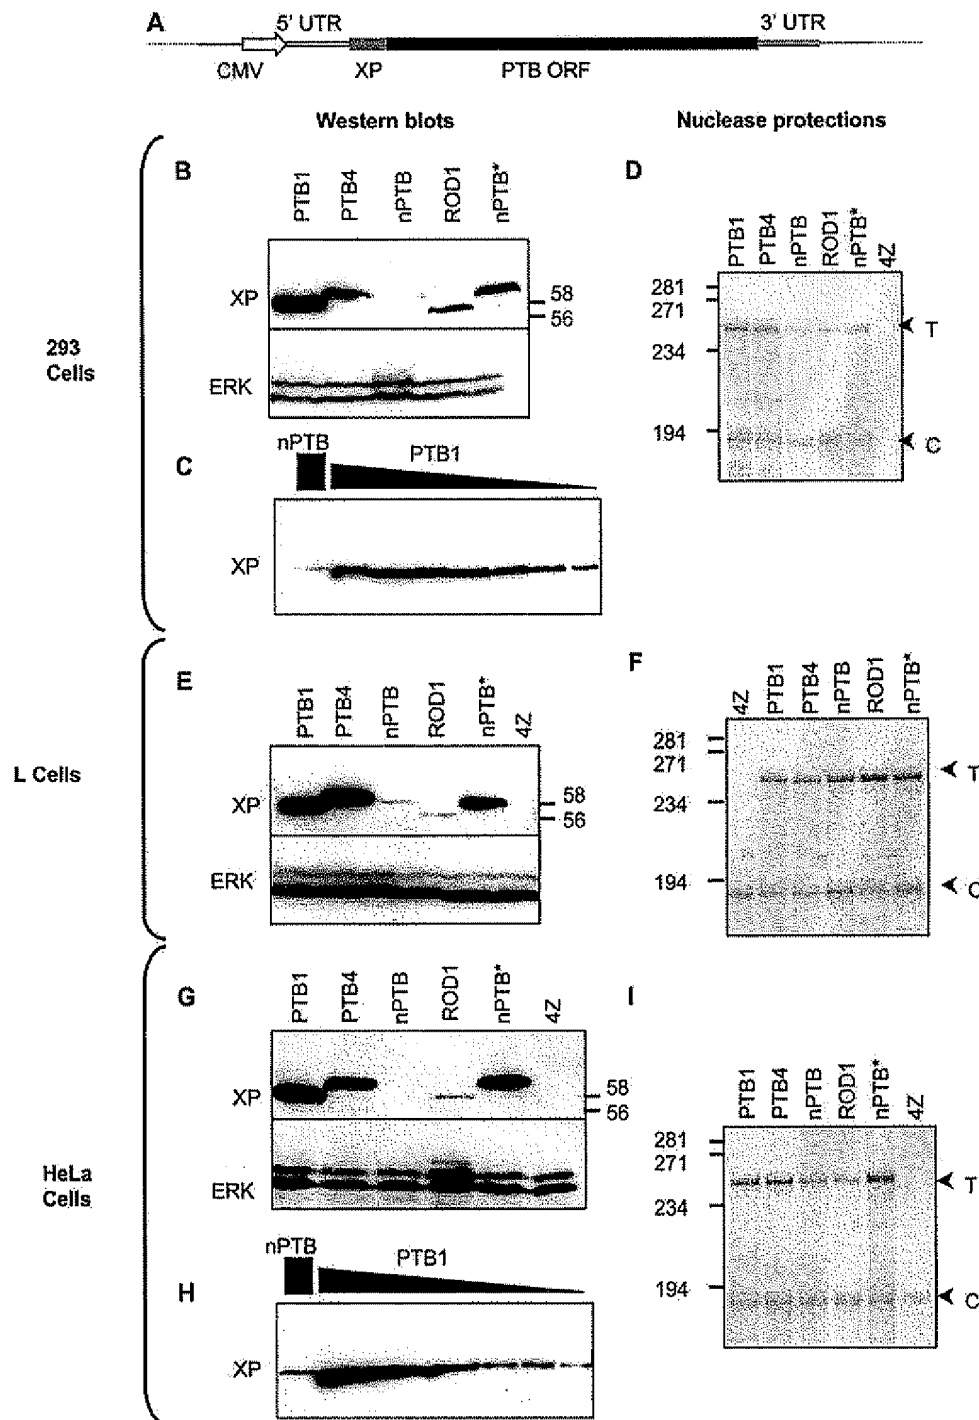 A
5' UTR
3' UTR
CMV
XP
PTB ORF
Western blots
Nuclease protections
293
Cells
B
PTB1
PTB4
nPTB
ROD1
nPTB*
XP
58
56
ERK
D
PTB1
PTB4
nPTB
ROD1
nPTB*
4Z
281
271
234
194
T
C
C
nPTB
PTB1
XP
L Cells
E
PTB1
PTB4
nPTB
ROD1
nPTB*
4Z
XP
58
56
ERK
F
4Z
PTB1
PTB4
nPTB
ROD1
nPTB*
281
271
234
194
T
C
HeLa
Cells
G
PTB1
PTB4
nPTB
ROD1
nPTB*
4Z
XP
58
56
ERK
I
PTB1
PTB4
nPTB
ROD1
nPTB*
4Z
281
271
234
194
T
C
H
nPTB
PTB1
XP